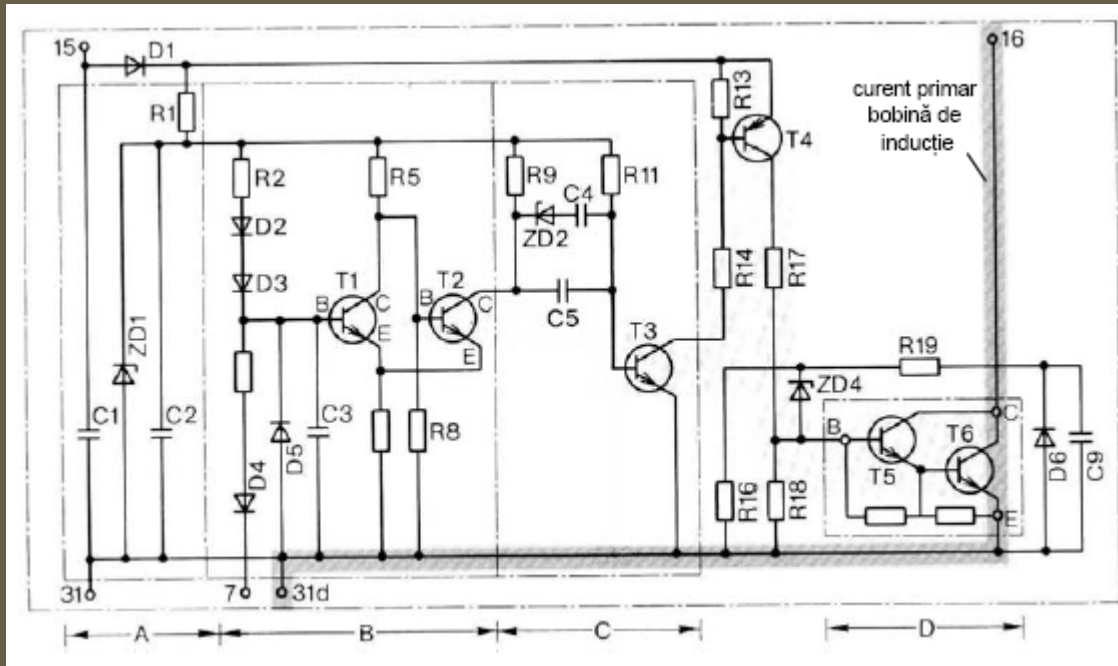 15
D1
16
R1
R13
curent primar
bobină de
inducție
T4
R2
R5
R9
C4
R11
D2
ZD2
R14
R17
D3
T1
T2
B
C
B
C
C5
E
E
T3
ZD1
R19
ZD4
C1
C2
D5
C3
R8
B
C
T6
T5
D6
C9
D4
R16
R18
E
31
7
31d
A
B
C
D